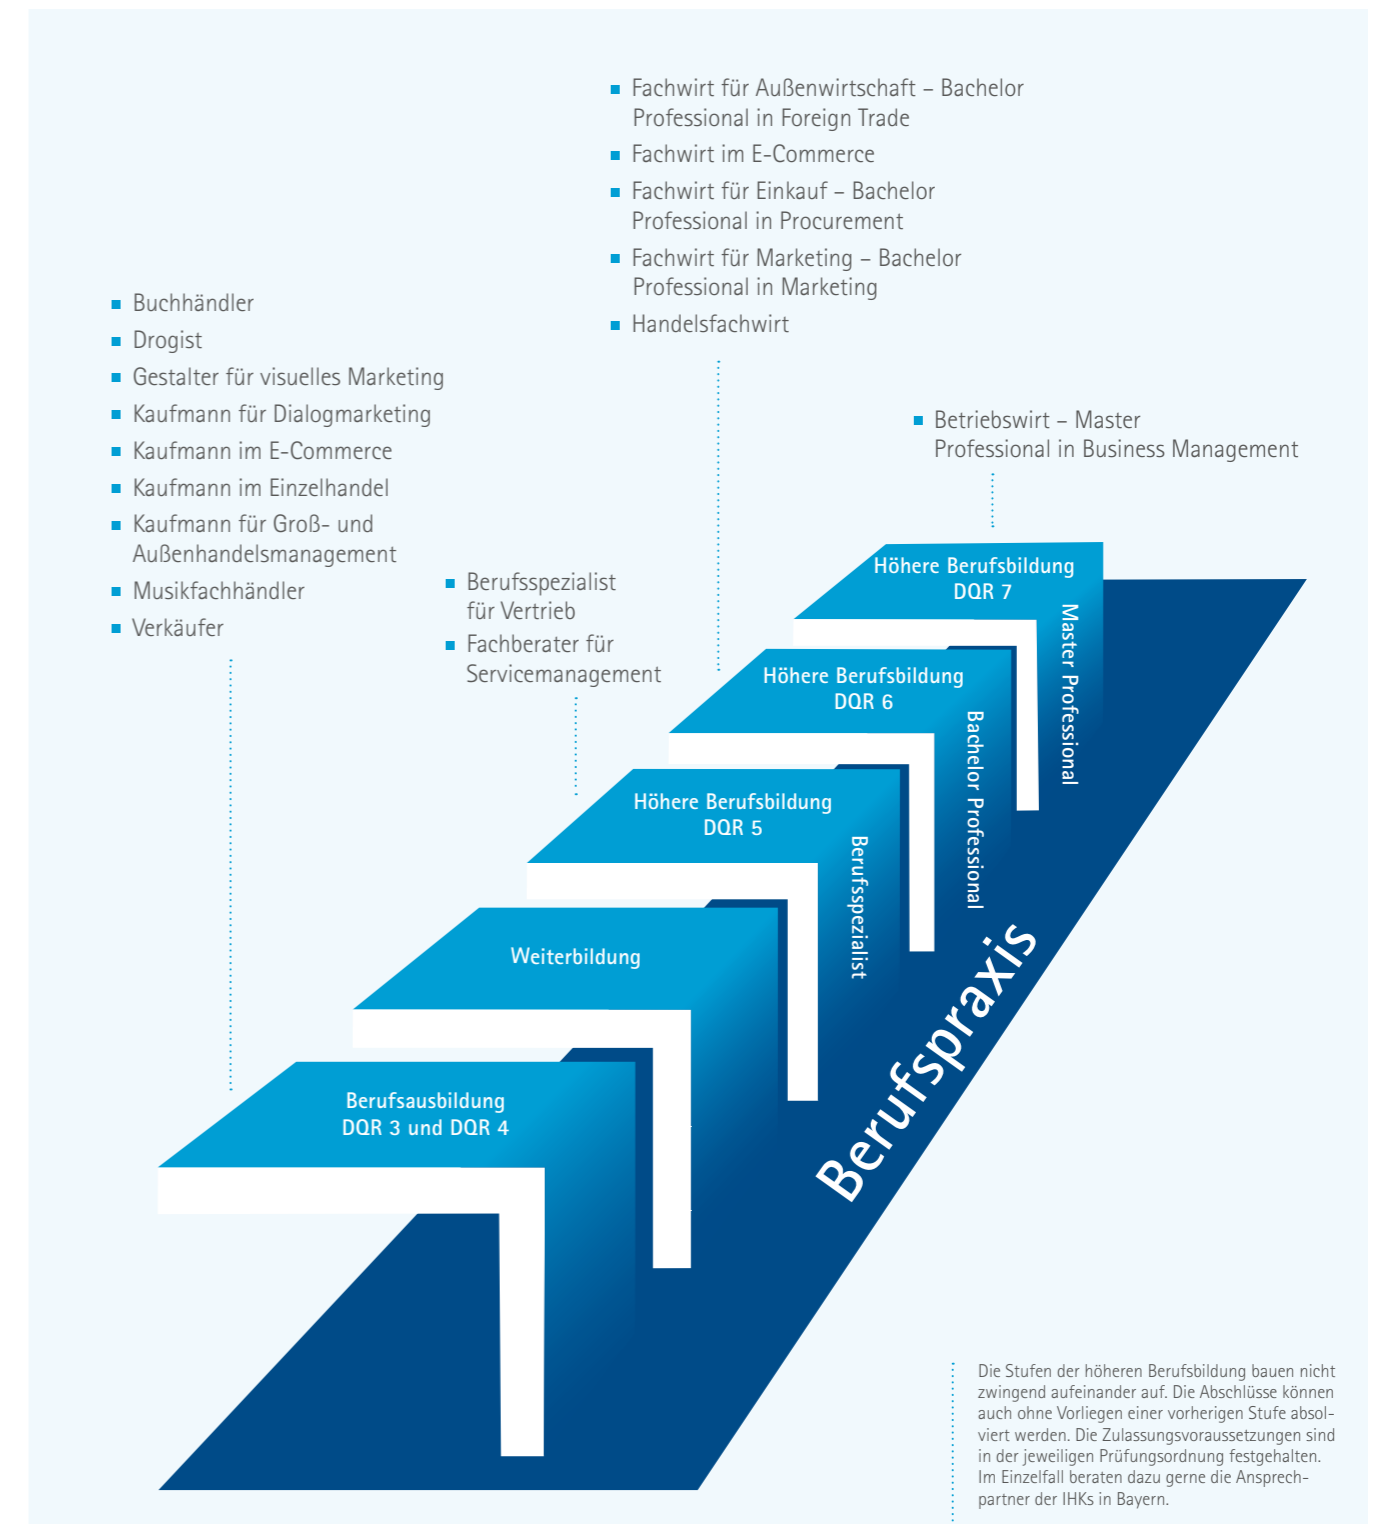 Fachwirt für Außenwirtschaft – Bachelor
Professional in Foreign Trade
Fachwirt im E-Commerce
Fachwirt für Einkauf – Bachelor
Professional in Procurement
Fachwirt für Marketing – Bachelor
Professional in Marketing
Handelsfachwirt
Buchhändler
Drogist
Gestalter für visuelles Marketing
Kaufmann für Dialogmarketing
Kaufmann im E-Commerce
Kaufmann im Einzelhandel
Kaufmann für Groß- und
Außenhandelsmanagement
Musikfachhändler
Verkäufer
Betriebswirt – Master
Professional in Business Management
Berufsspezialist
für Vertrieb
Fachberater für
Servicemanagement
Höhere Berufsbildung
DQR 7
Master Professional
Höhere Berufsbildung
DQR 6
Bachelor Professional
Höhere Berufsbildung
DQR 5
Berufsspezialist
Weiterbildung
Berufsausbildung
DQR 3 und DQR 4
Berufspraxis
Die Stufen der höheren Berufsbildung bauen nicht
zwingend aufeinander auf. Die Abschlüsse können
auch ohne Vorliegen einer vorherigen Stufe absol-
viert werden. Die Zulassungsvoraussetzungen sind
in der jeweiligen Prüfungsordnung festgehalten.
Im Einzelfall beraten dazu gerne die Ansprech-
partner der IHKs in Bayern.